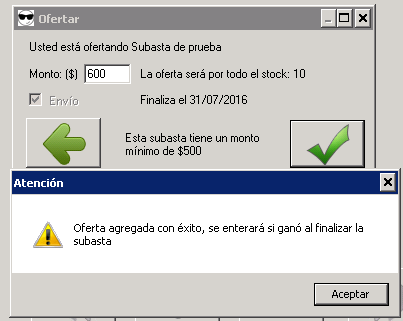 Ofertar
Usted está ofertando Subasta de prueba
Monto: ($) 600 La oferta será por todo el stock: 10
Envío Finaliza el 31/07/2016
Esta subasta tiene un monto
mínimo de $500
Atención
Oferta agregada con éxito, se enterará si ganó al finalizar la
subasta
Aceptar